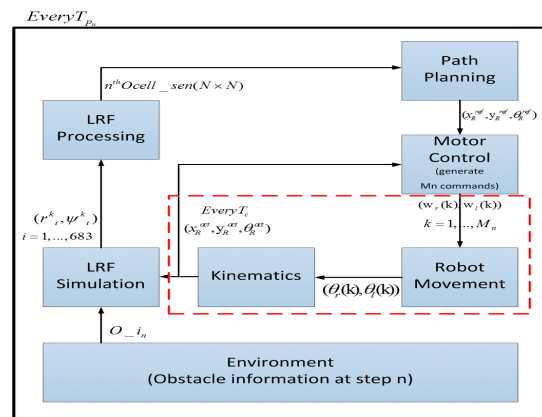 EveryT_{p_n}
n^{th}Ocell_sen(N×N)
Path
Planning
LRF
Processing
(x_R^{ref}, y_R^{ref}, θ_R^{ref})
Motor
Control
(generate
Mn commands)
(r^k_i, ψ^k_i)
i = 1,...,683
EveryT_c
(x_R^{act}, y_R^{act}, θ_R^{act})
(w_r(k), w_l(k))
k = 1,..., M_n
LRF
Simulation
Kinematics
Robot
Movement
(θ_r(k), θ_l(k))
O_i_n
Environment
(Obstacle information at step n)